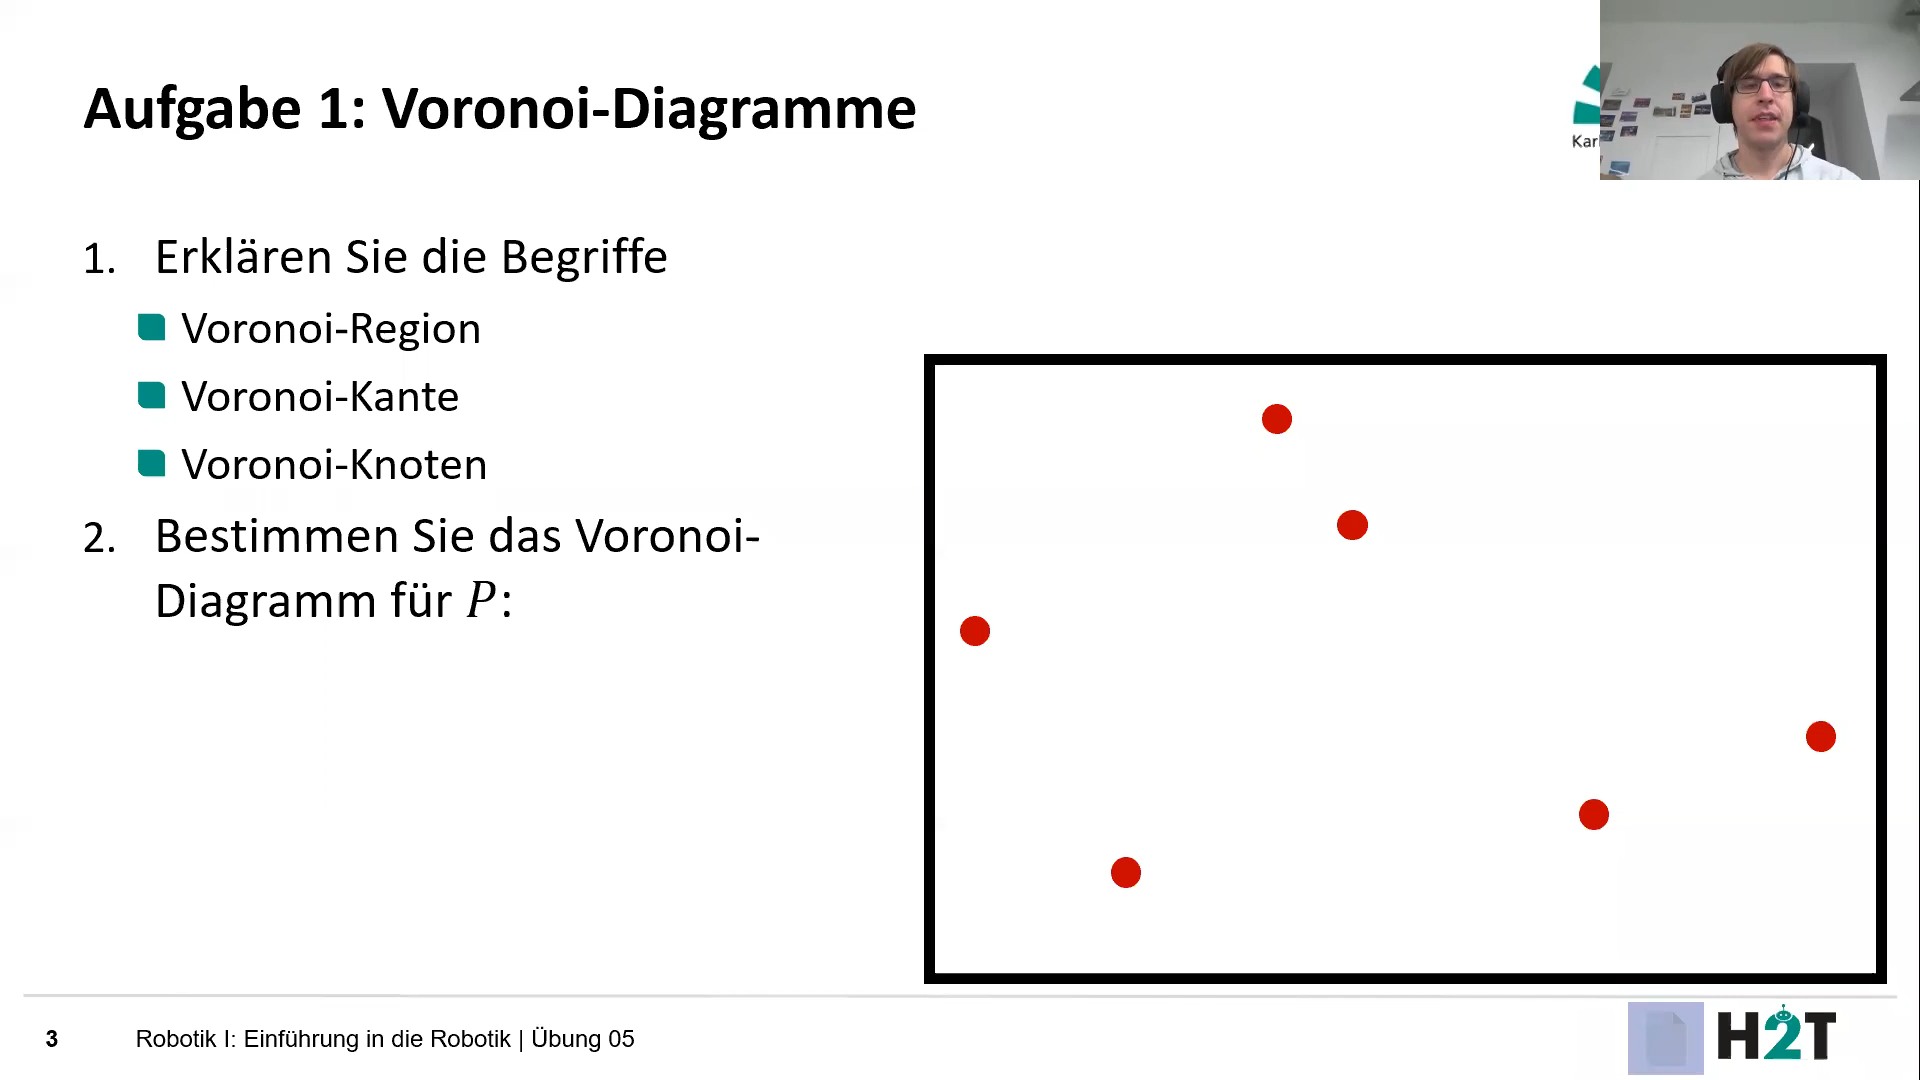 Aufgabe 1: Voronoi-Diagramme
Kar
1. Erklären Sie die Begriffe
Voronoi-Region
Voronoi-Kante
Voronoi-Knoten
2. Bestimmen Sie das Voronoi-
Diagramm für P:
3
Robotik I: Einführung in die Robotik | Übung 05
H2T